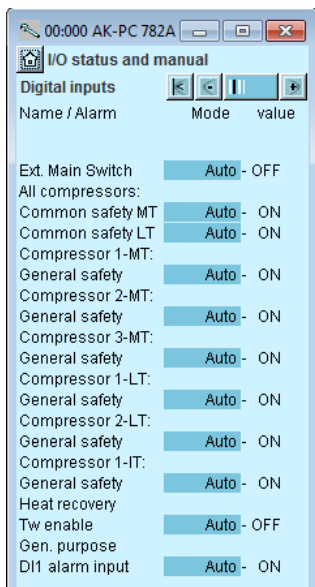 00:000 AK-PC 782A
I/O status and manual
Digital inputs
Name / Alarm Mode value
Ext. Main Switch Auto - OFF
All compressors:
Common safety MT Auto - ON
Common safety LT Auto - ON
Compressor 1-MT:
General safety Auto - ON
Compressor 2-MT:
General safety Auto - ON
Compressor 3-MT:
General safety Auto - ON
Compressor 1-LT:
General safety Auto - ON
Compressor 2-LT:
General safety Auto - ON
Compressor 1-IT:
General safety Auto - ON
Heat recovery
Tw enable Auto - OFF
Gen. purpose
DI1 alarm input Auto - ON